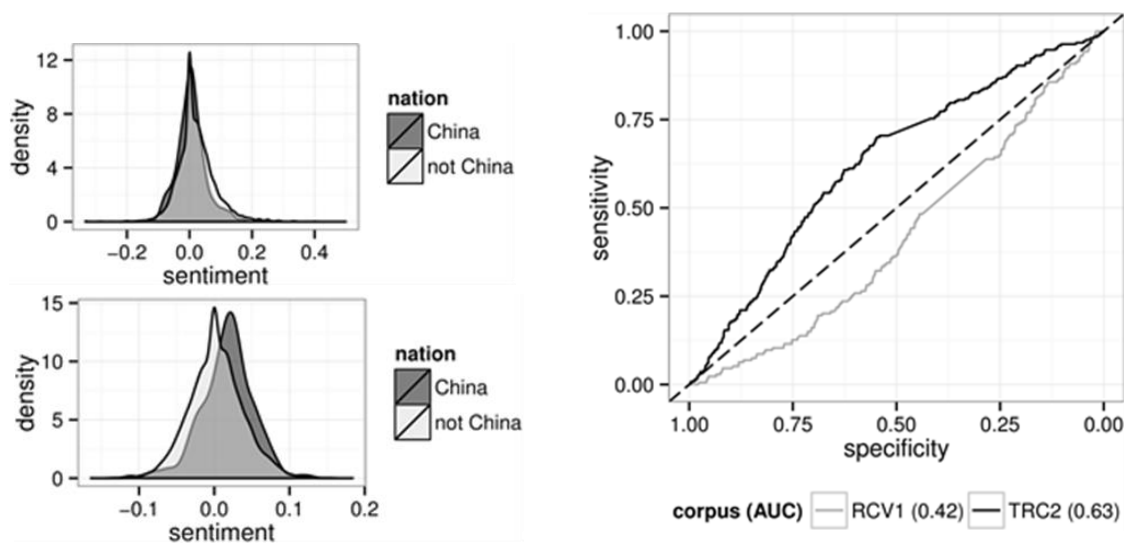 12
8
4
0
density
−0.2
0.0
0.2
0.4
sentiment
nation
China
not China
15
10
5
0
density
−0.1
0.0
0.1
0.2
sentiment
nation
China
not China
1.00
0.75
0.50
0.25
0.00
sensitivity
1.00
0.75
0.50
0.25
0.00
specificity
corpus (AUC) RCV1 (0.42) TRC2 (0.63)